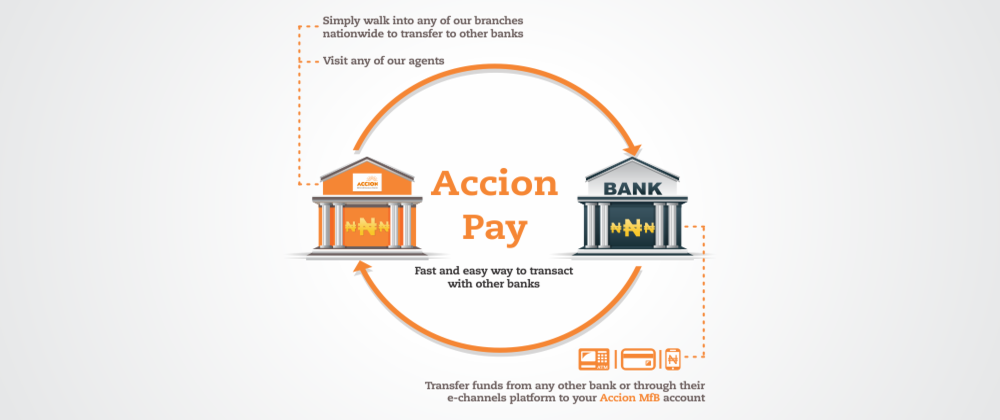 Simply walk into any of our branches
nationwide to transfer to other banks
Visit any of our agents
ACCION
BANK
Accion
Pay
₦₦₦
₦₦₦
Fast and easy way to transact
with other banks
ATM
₦
Transfer funds from any other bank or through their
e-channels platform to your Accion MfB account